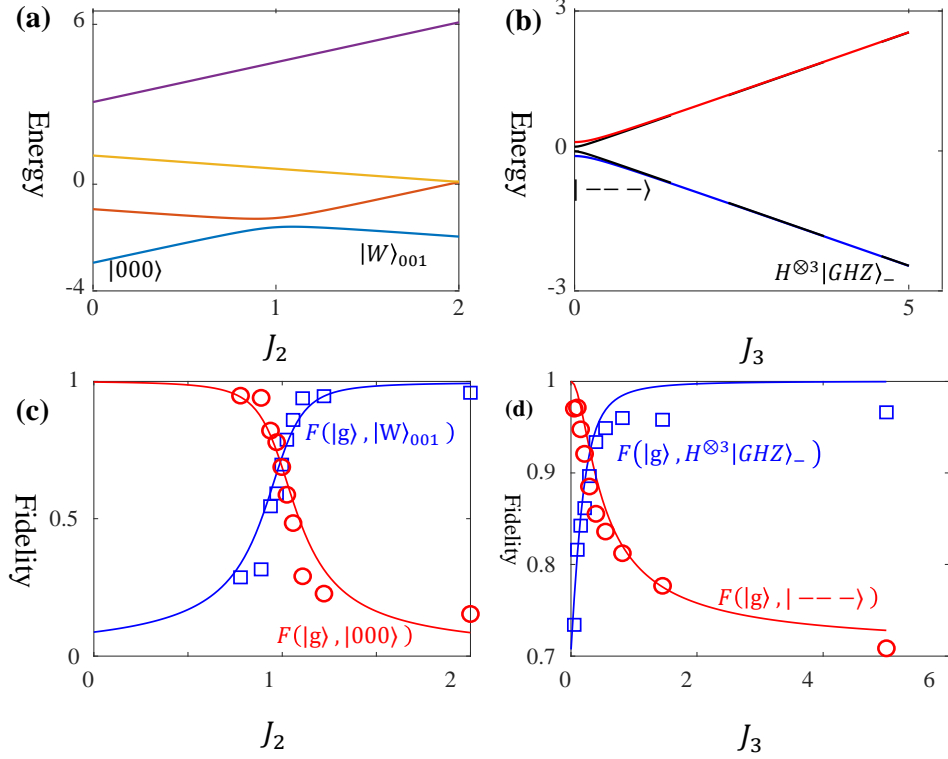 (a)
6
0
-4
Energy
|000⟩
|W⟩₀₀₁
0
1
2
J₂
(b)
3
0
-3
Energy
|−−−⟩
H^{⊗3}|GHZ⟩₋
0
5
J₃
(c)
1
0.5
0
Fidelity
F(|g⟩,|W⟩₀₀₁)
F(|g⟩,|000⟩)
0
1
2
J₂
(d)
1
0.9
0.8
0.7
Fidelity
F(|g⟩,H^{⊗3}|GHZ⟩₋)
F(|g⟩,|−−−⟩)
0
2
4
6
J₃